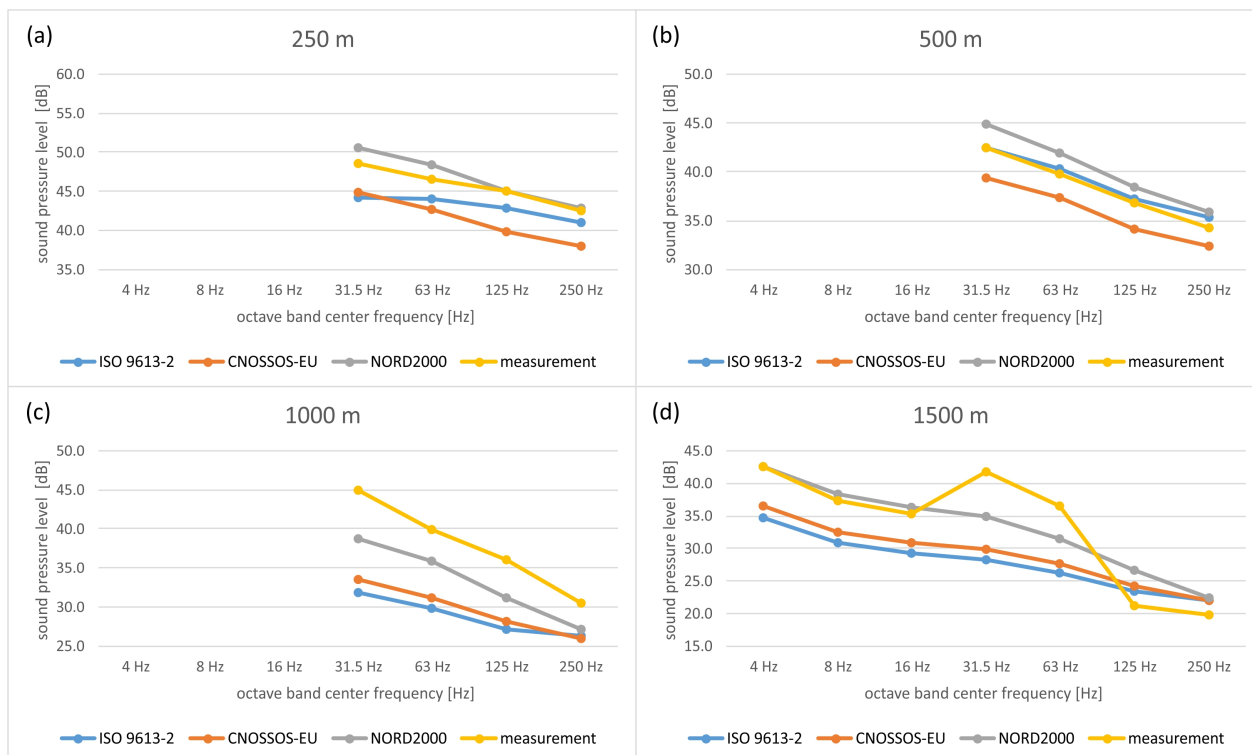 (a)
250 m
sound pressure level [dB]
60.0
55.0
50.0
45.0
40.0
35.0
4 Hz 8 Hz 16 Hz 31.5 Hz 63 Hz 125 Hz 250 Hz
octave band center frequency [Hz]
ISO 9613-2 CNOSSOS-EU NORD2000 measurement
(b)
500 m
sound pressure level [dB]
50.0
45.0
40.0
35.0
30.0
4 Hz 8 Hz 16 Hz 31.5 Hz 63 Hz 125 Hz 250 Hz
octave band center frequency [Hz]
ISO 9613-2 CNOSSOS-EU NORD2000 measurement
(c)
1000 m
sound pressure level [dB]
50.0
45.0
40.0
35.0
30.0
25.0
4 Hz 8 Hz 16 Hz 31.5 Hz 63 Hz 125 Hz 250 Hz
octave band center frequency [Hz]
ISO 9613-2 CNOSSOS-EU NORD2000 measurement
(d)
1500 m
sound pressure level [dB]
45.0
40.0
35.0
30.0
25.0
20.0
15.0
4 Hz 8 Hz 16 Hz 31.5 Hz 63 Hz 125 Hz 250 Hz
octave band center frequency [Hz]
ISO 9613-2 CNOSSOS-EU NORD2000 measurement